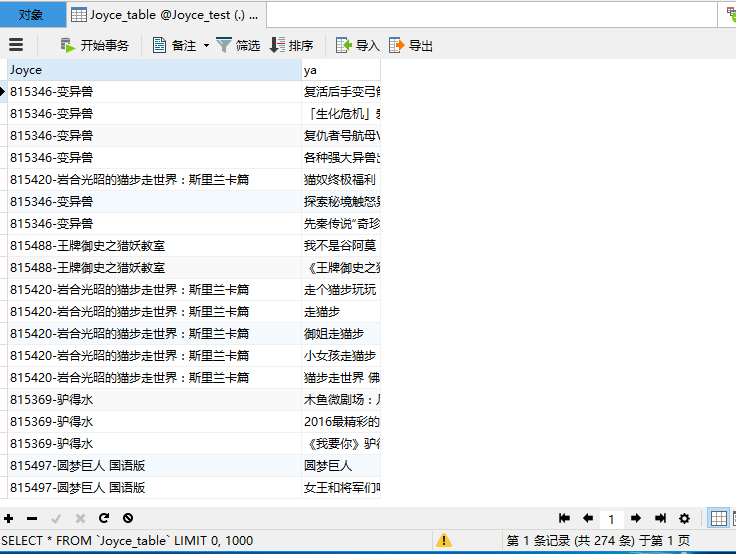 对象 Joyce_table @Joyce_test (.) ...
开始事务 备注 筛选 排序 导入 导出
Joyce ya
815346-变异兽 复活后手变弓
815346-变异兽 「生化危机」
815346-变异兽 复仇者号航母
815346-变异兽 各种强大异兽
815420-岩合光昭的猫步走世界：斯里兰卡篇 猫奴终极福利
815346-变异兽 探索秘境触怒
815346-变异兽 先秦传说“奇珍
815488-王牌御史之猎妖教室 我不是谷阿莫
815488-王牌御史之猎妖教室 《王牌御史之猎
815420-岩合光昭的猫步走世界：斯里兰卡篇 走个猫步玩玩
815420-岩合光昭的猫步走世界：斯里兰卡篇 走猫步
815420-岩合光昭的猫步走世界：斯里兰卡篇 御姐走猫步
815420-岩合光昭的猫步走世界：斯里兰卡篇 小女孩走猫步
815420-岩合光昭的猫步走世界：斯里兰卡篇 猫步走世界 佛
815369-驴得水 木鱼微剧场：
815369-驴得水 2016最精彩的
815369-驴得水 《我要你》驴
815497-圆梦巨人 国语版 圆梦巨人
815497-圆梦巨人 国语版 女王和将军们
1
SELECT * FROM `Joyce_table` LIMIT 0, 1000 第 1 条记录 (共 274 条) 于第 1 页